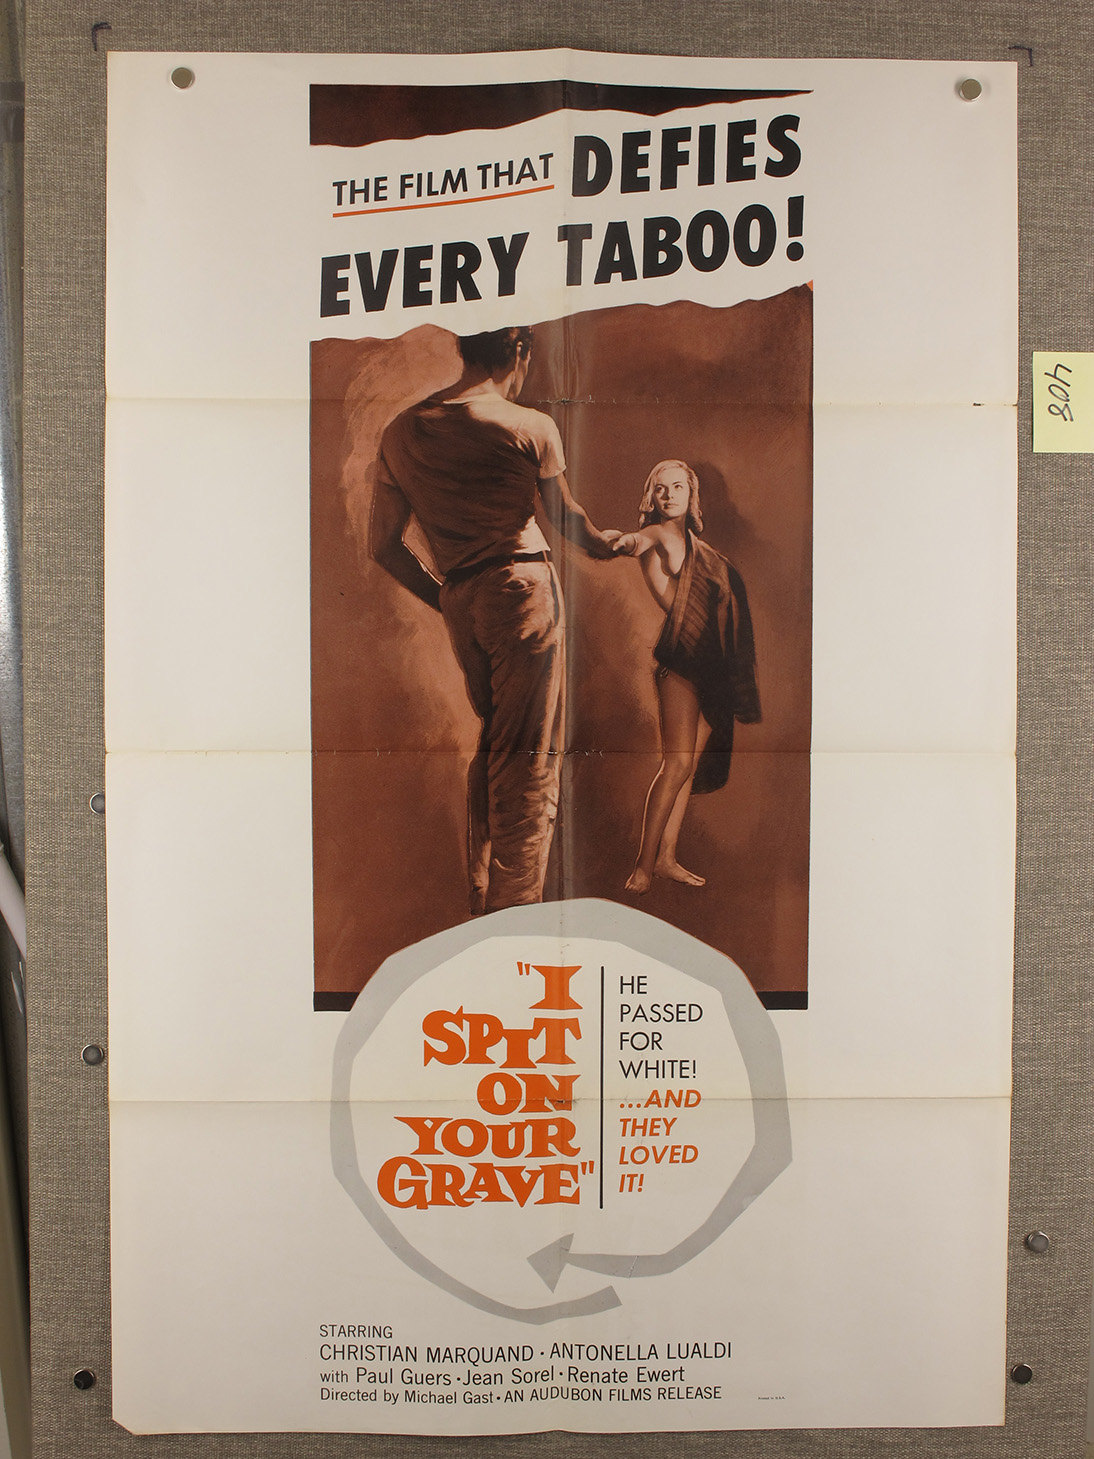 THE FILM THAT DEFIES
EVERY TABOO!
408
"I
SPIT
ON
YOUR
GRAVE"
HE
PASSED
FOR
WHITE!
...AND
THEY
LOVED
IT!
STARRING
CHRISTIAN MARQUAND · ANTONELLA LUALDI
with Paul Guers · Jean Sorel · Renate Ewert
Directed by Michael Gast · AN AUDUBON FILMS RELEASE